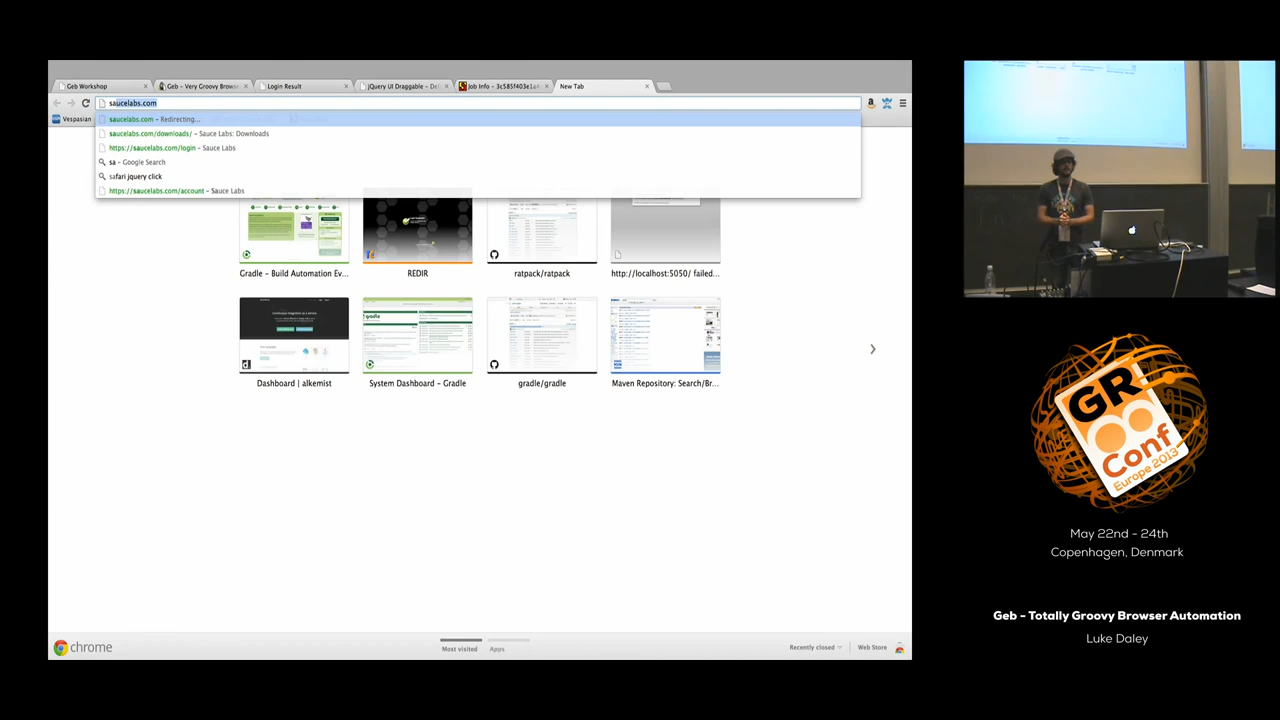 Geb Workshop
Geb - Very Groovy Browse
Login Result
jQuery UI Draggable - De
Job Info - 3c585f403e1a
New Tab
saucelabs.com
Vespasian
saucelabs.com - Redirecting...
saucelabs.com/downloads/ - Sauce Labs: Downloads
https://saucelabs.com/login - Sauce Labs
sa - Google Search
safari jquery click
https://saucelabs.com/account - Sauce Labs
Gradle - Build Automation Ev...
REDIR
ratpack/ratpack
http://localhost:5050/ failed...
Dashboard | alkemist
System Dashboard - Gradle
gradle/gradle
Maven Repository: Search/Br...
chrome
Most visited
Apps
Recently closed
Web Store
GR8
Conf
Europe 2013
May 22nd - 24th
Copenhagen, Denmark
Geb - Totally Groovy Browser Automation
Luke Daley